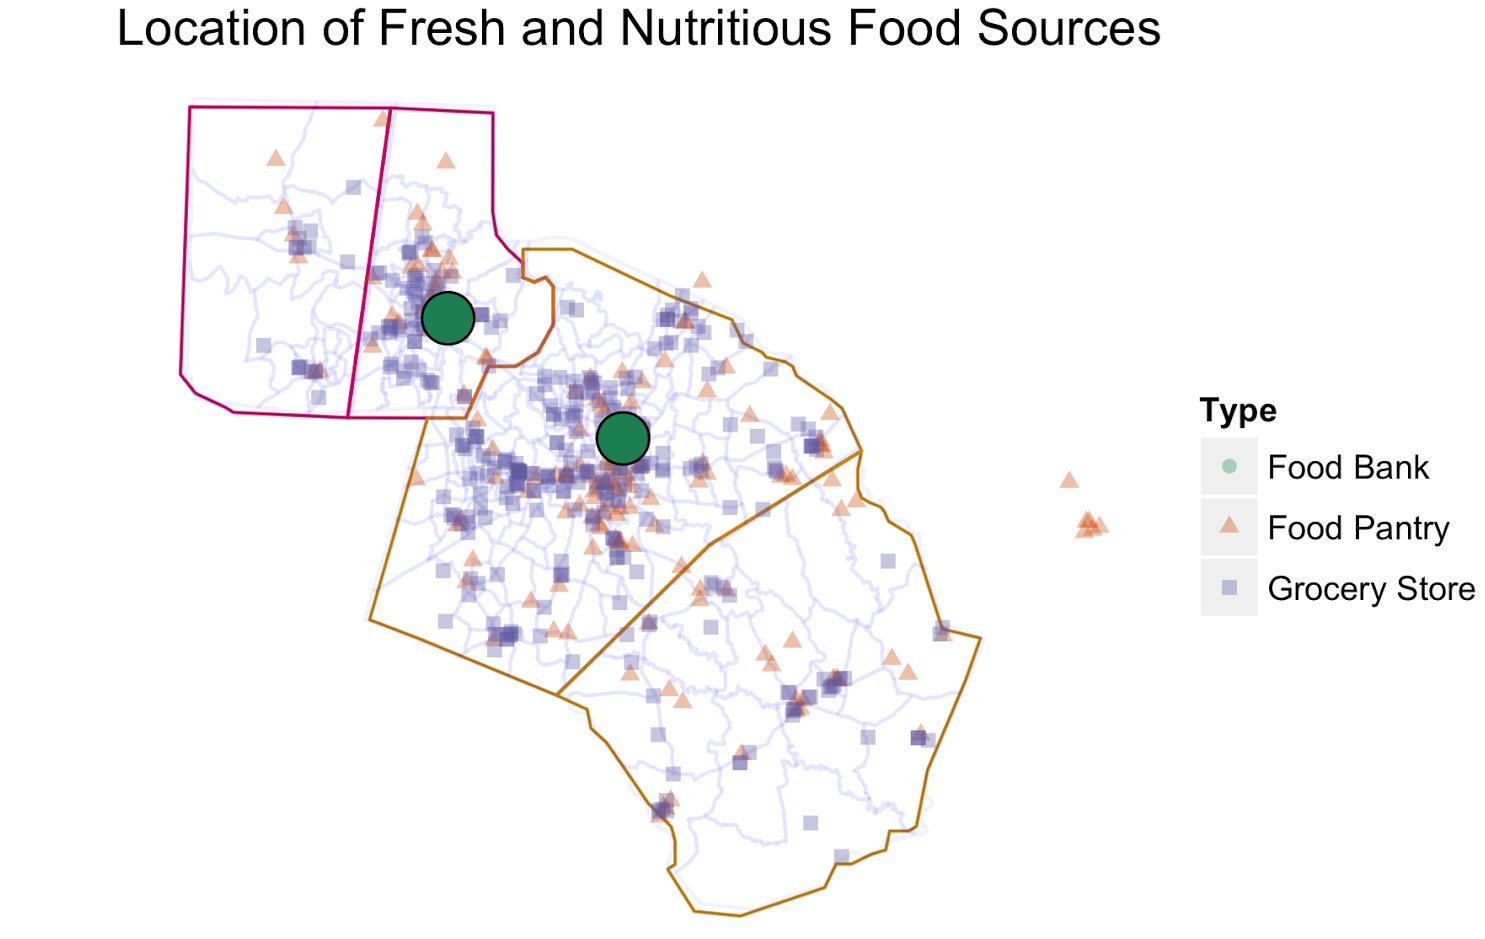 Location of Fresh and Nutritious Food Sources
Type
Food Bank
Food Pantry
Grocery Store